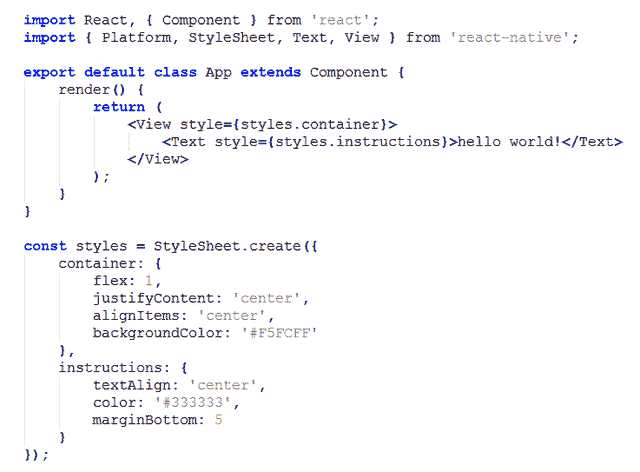 import React, { Component } from 'react';
import { Platform, StyleSheet, Text, View } from 'react-native';

export default class App extends Component {
    render() {
        return (
            <View style={styles.container}>
                <Text style={styles.instructions}>hello world!</Text>
            </View>
        );
    }
}

const styles = StyleSheet.create({
    container: {
        flex: 1,
        justifyContent: 'center',
        alignItems: 'center',
        backgroundColor: '#F5FCFF'
    },
    instructions: {
        textAlign: 'center',
        color: '#333333',
        marginBottom: 5
    }
});